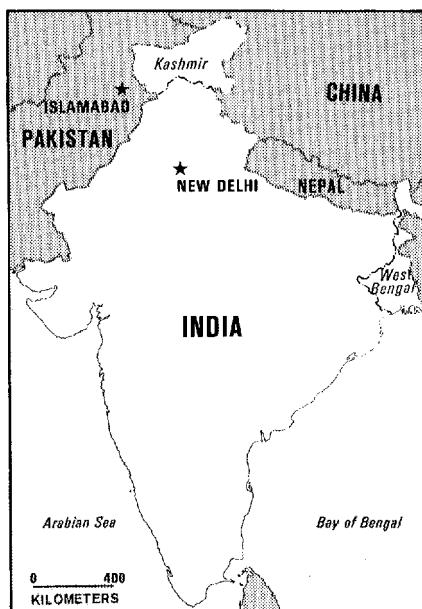 Kashmir
CHINA
ISLAMABAD
PAKISTAN
NEW DELHI
NEPAL
West
Bengal
INDIA
Arabian Sea
Bay of Bengal
0 400
KILOMETERS